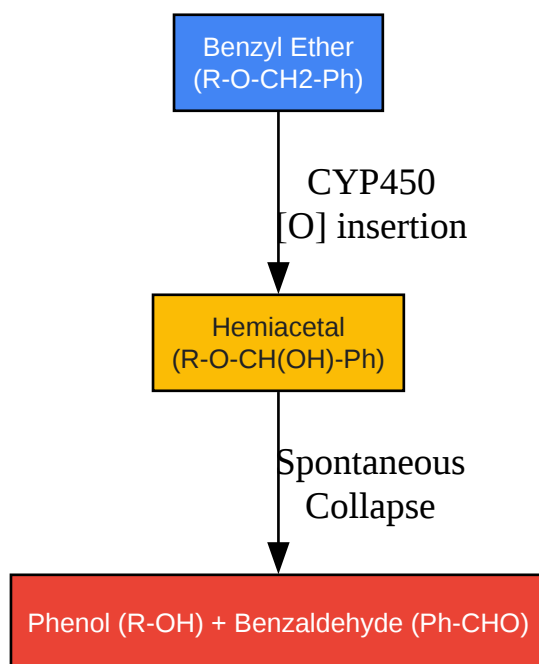 Benzyl Ether
(R-O-CH2-Ph)
CYP450
[O] insertion
Hemiacetal
(R-O-CH(OH)-Ph)
Spontaneous
Collapse
Phenol (R-OH) + Benzaldehyde (Ph-CHO)